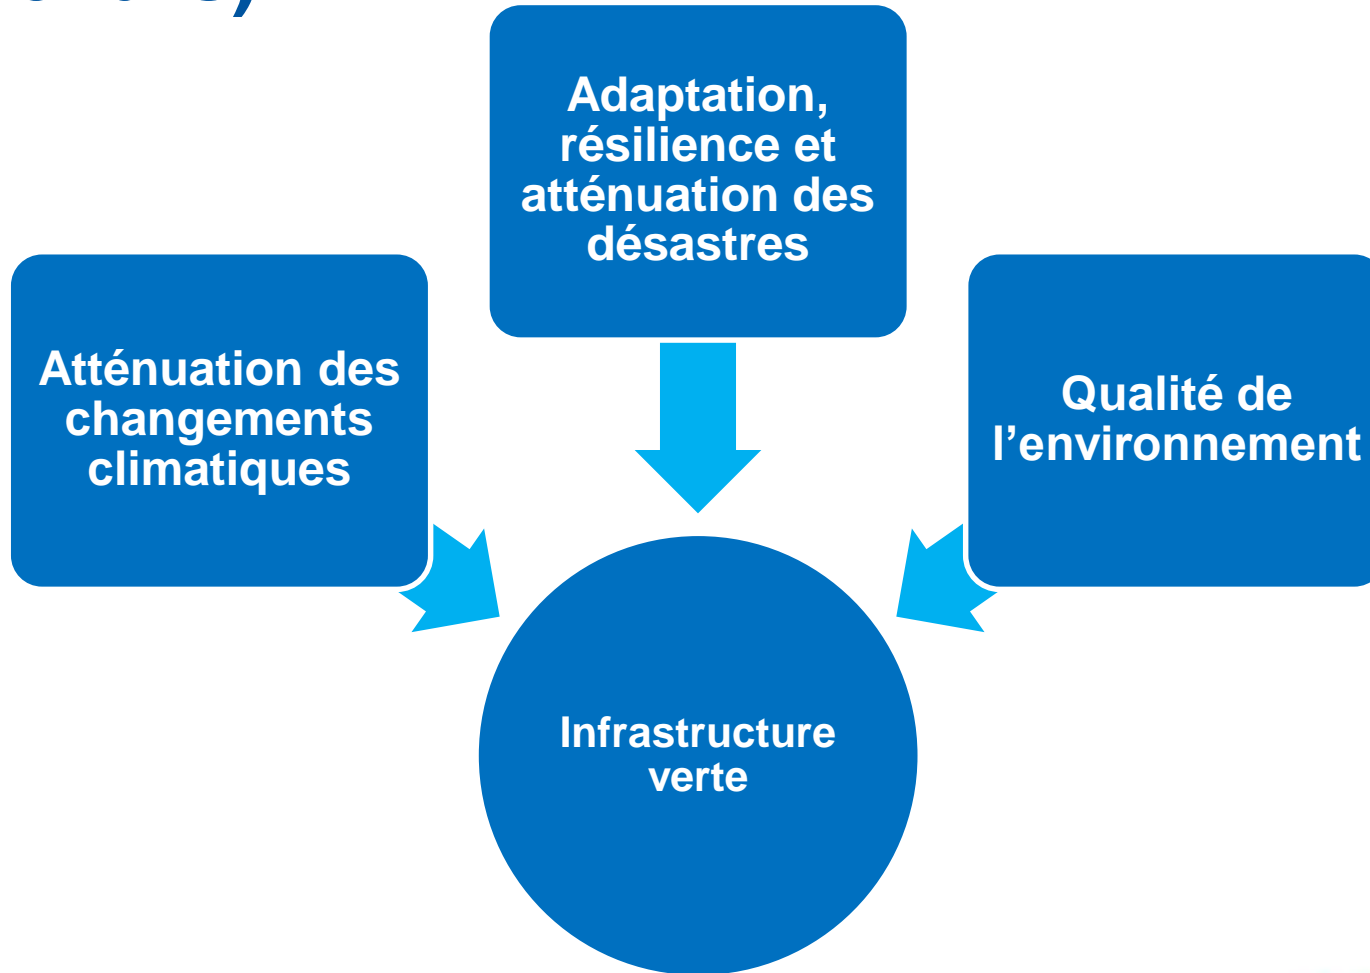 Adaptation,
résilience et
atténuation des
désastres
Atténuation des
changements
climatiques
Qualité de
l’environnement
Infrastructure
verte